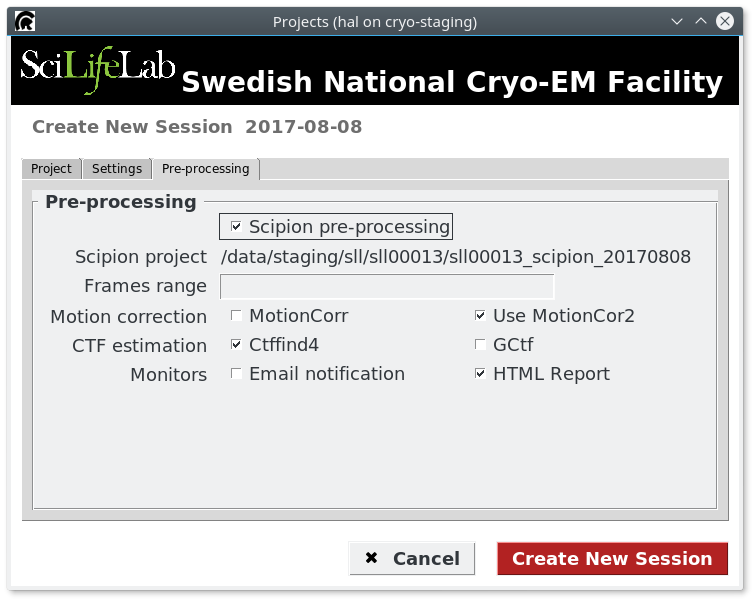 Projects (hal on cryo-staging)
SciLifeLab Swedish National Cryo-EM Facility
Create New Session 2017-08-08
Project Settings Pre-processing
Pre-processing
Scipion pre-processing
Scipion project /data/staging/sll/sll00013/sll00013_scipion_20170808
Frames range
Motion correction MotionCorr Use MotionCor2
CTF estimation Ctffind4 GCtf
Monitors Email notification HTML Report
Cancel Create New Session